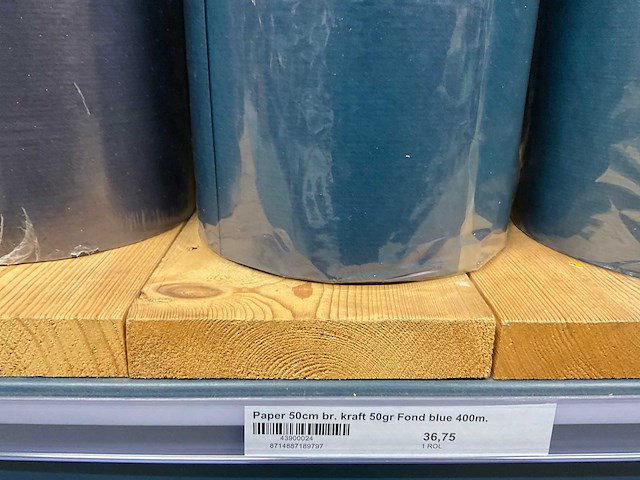 Paper 50cm br. kraft 50gr Fond blue 400m.
43900024
8714887189797
36,75
1 ROL